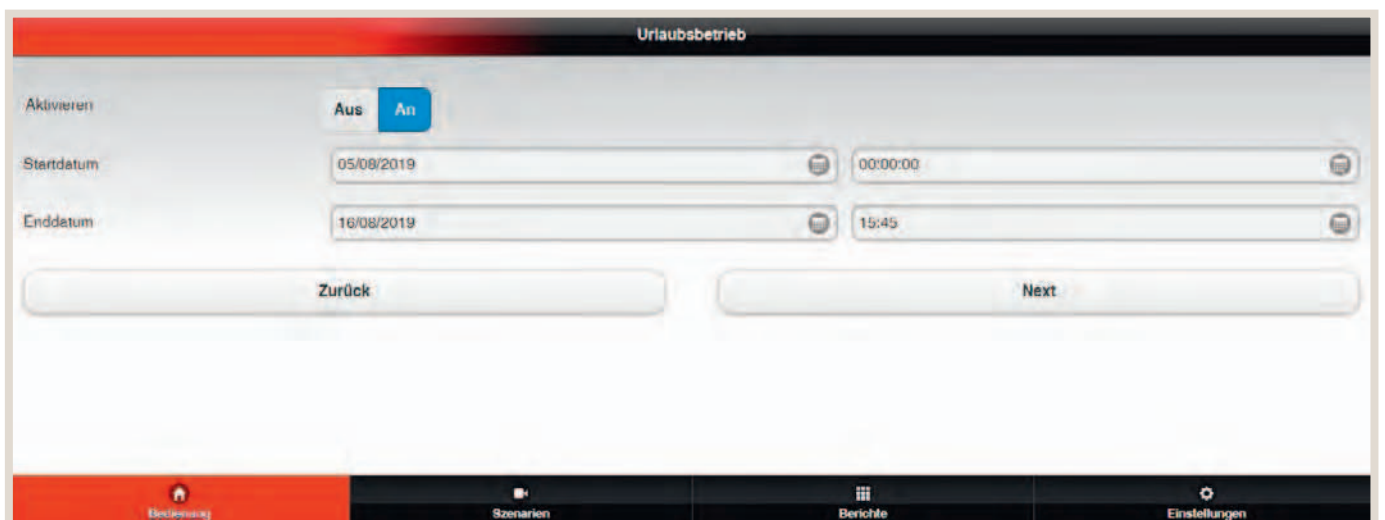 Urlaubsbetrieb
Aktivieren
Aus An
Startdatum 05/08/2019 00:00:00
Enddatum 16/08/2019 15:45
Zurück Next
Bedienung Szenarien Berichte Einstellungen